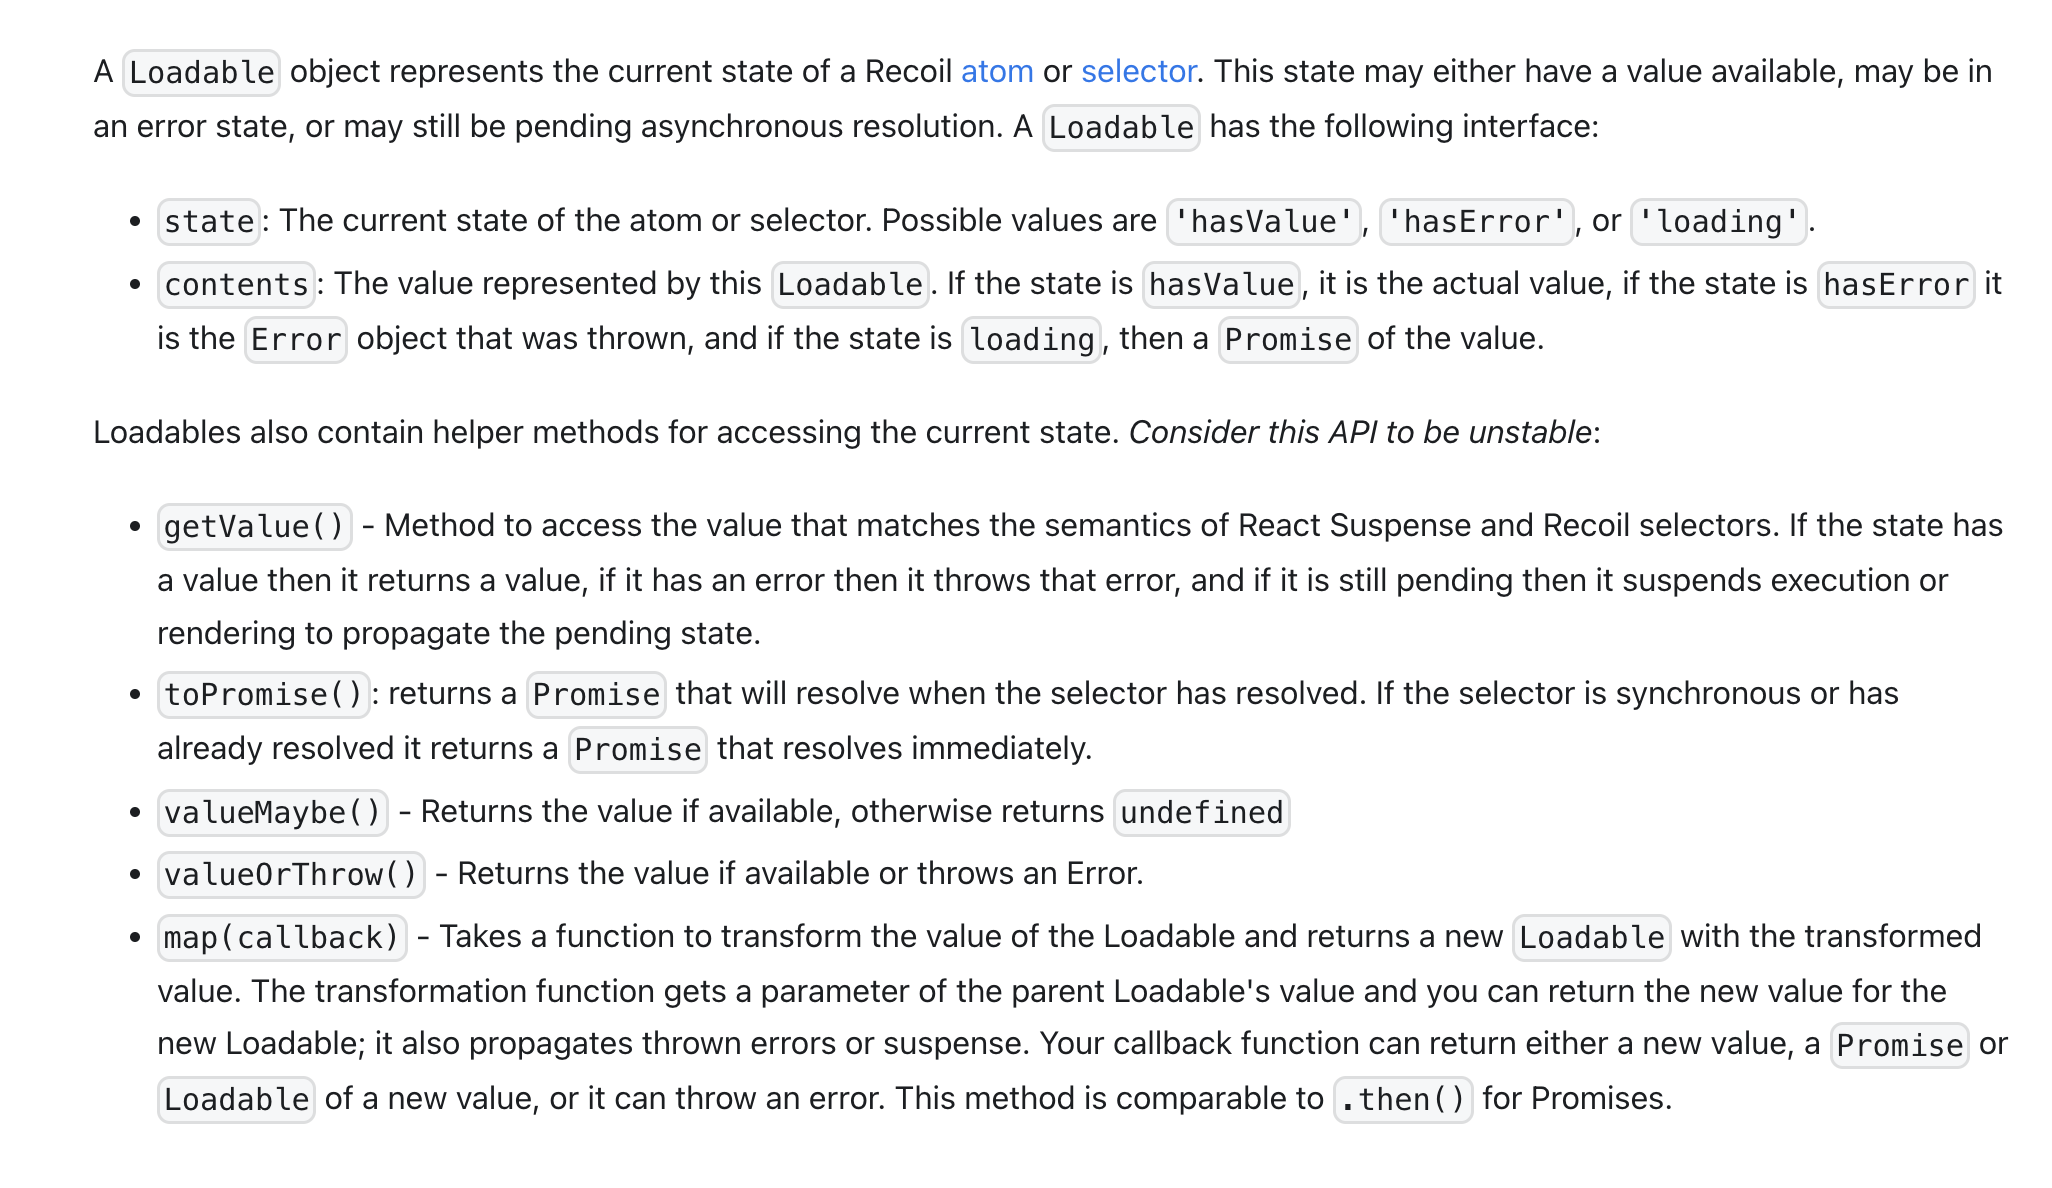 A Loadable object represents the current state of a Recoil atom or selector. This state may either have a value available, may be in
an error state, or may still be pending asynchronous resolution. A Loadable has the following interface:
• state: The current state of the atom or selector. Possible values are 'hasValue', 'hasError', or 'loading'.
• contents: The value represented by this Loadable. If the state is hasValue, it is the actual value, if the state is hasError it
is the Error object that was thrown, and if the state is loading, then a Promise of the value.
Loadables also contain helper methods for accessing the current state. Consider this API to be unstable:
• getValue() - Method to access the value that matches the semantics of React Suspense and Recoil selectors. If the state has
a value then it returns a value, if it has an error then it throws that error, and if it is still pending then it suspends execution or
rendering to propagate the pending state.
• toPromise(): returns a Promise that will resolve when the selector has resolved. If the selector is synchronous or has
already resolved it returns a Promise that resolves immediately.
• valueMaybe() - Returns the value if available, otherwise returns undefined
• valueOrThrow() - Returns the value if available or throws an Error.
• map(callback) - Takes a function to transform the value of the Loadable and returns a new Loadable with the transformed
value. The transformation function gets a parameter of the parent Loadable's value and you can return the new value for the
new Loadable; it also propagates thrown errors or suspense. Your callback function can return either a new value, a Promise or
Loadable of a new value, or it can throw an error. This method is comparable to .then() for Promises.